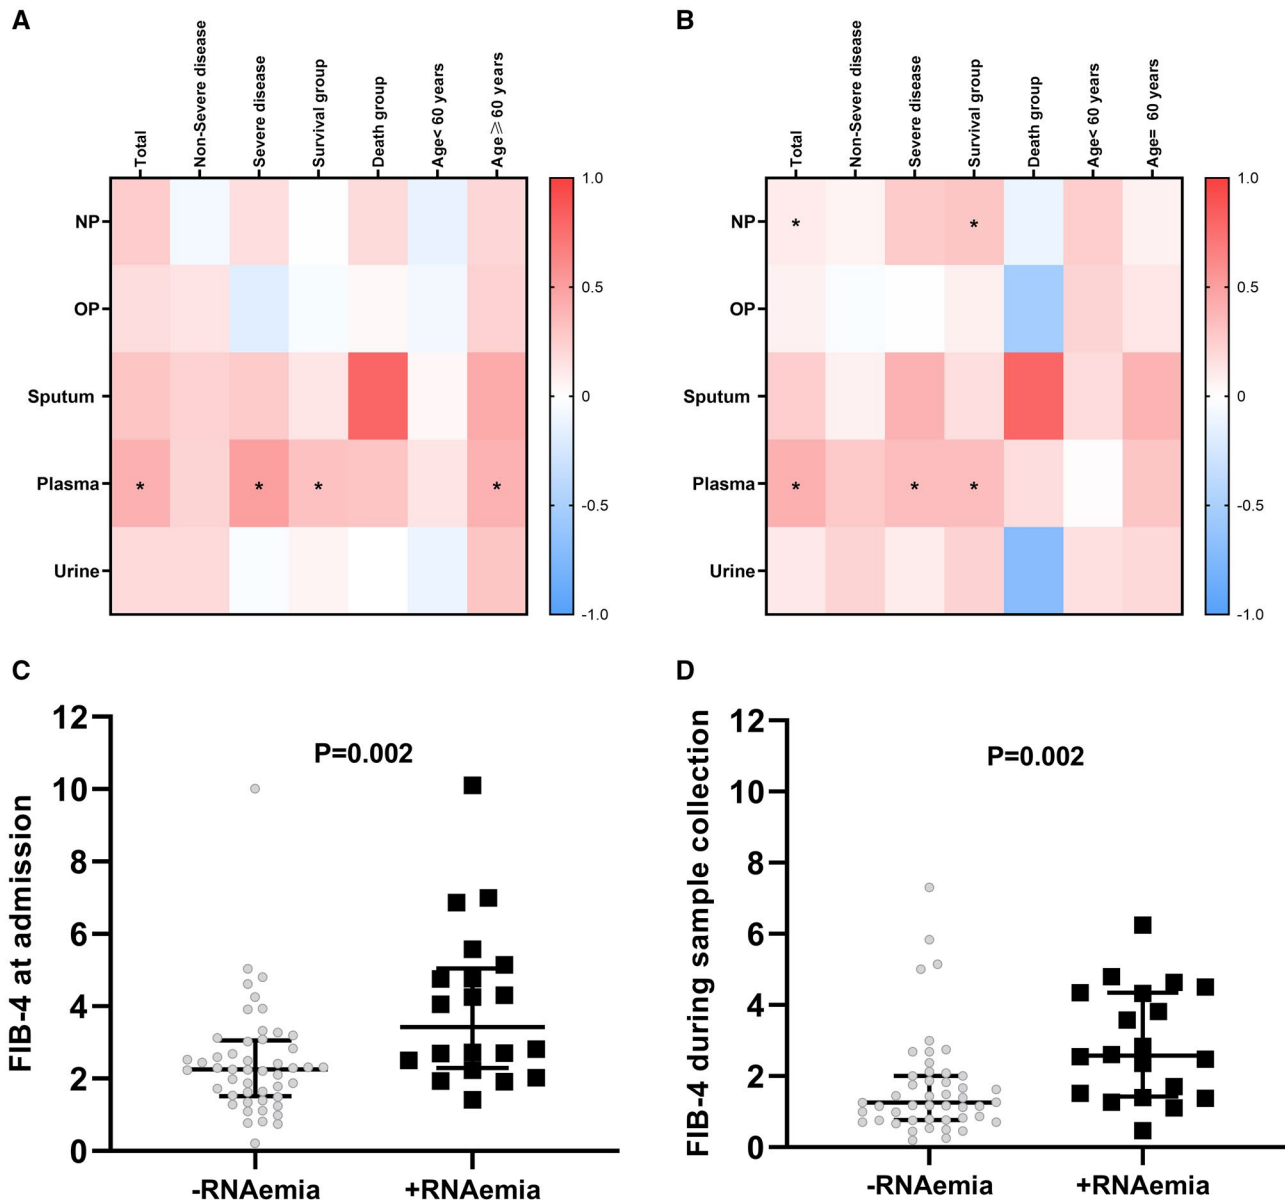 A
Total
Non-Severe disease
Severe disease
Survival group
Death group
Age< 60 years
Age⩾ 60 years
NP
OP
Sputum
Plasma
Urine
* * * *
1.0
0.5
0
-0.5
-1.0
B
Total
Non-Severe disease
Severe disease
Survival group
Death group
Age< 60 years
Age= 60 years
NP
OP
Sputum
Plasma
Urine
* *
* * *
1.0
0.5
0
-0.5
-1.0
C
FIB-4 at admission
12
10
8
6
4
2
0
P=0.002
-RNAemia
+RNAemia
D
FIB-4 during sample collection
12
10
8
6
4
2
0
P=0.002
-RNAemia
+RNAemia